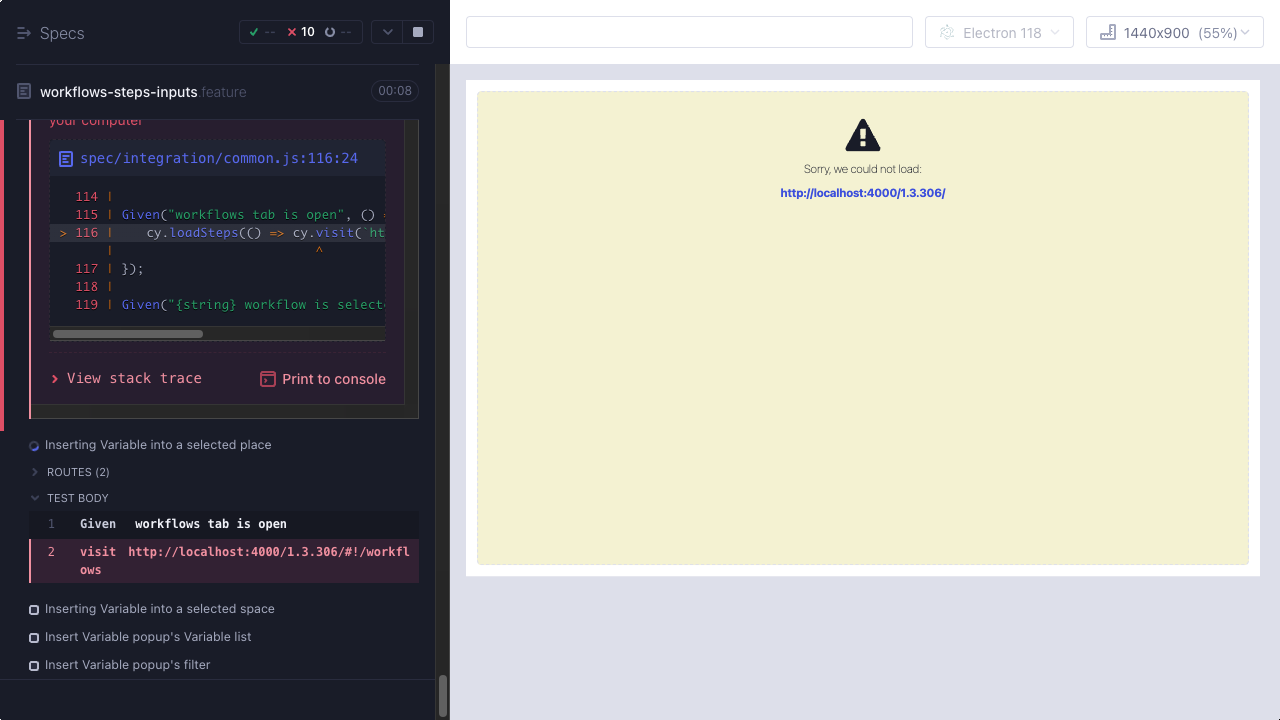 Specs
-- 10 --
workflows-steps-inputs.feature
00:08
your computer
spec/integration/common.js:116:24
114 |
115 | Given("workflows tab is open", () =
> 116 | cy.loadSteps(() => cy.visit(`ht
| ^
117 | });
118 |
119 | Given("{string} workflow is selecte
View stack trace
Print to console
Inserting Variable into a selected place
ROUTES (2)
TEST BODY
1 Given workflows tab is open
2 visit http://localhost:4000/1.3.306/#!/workfl
ows
Inserting Variable into a selected space
Insert Variable popup's Variable list
Insert Variable popup's filter
Electron 118
1440x900 (55%)
Sorry, we could not load:
http://localhost:4000/1.3.306/